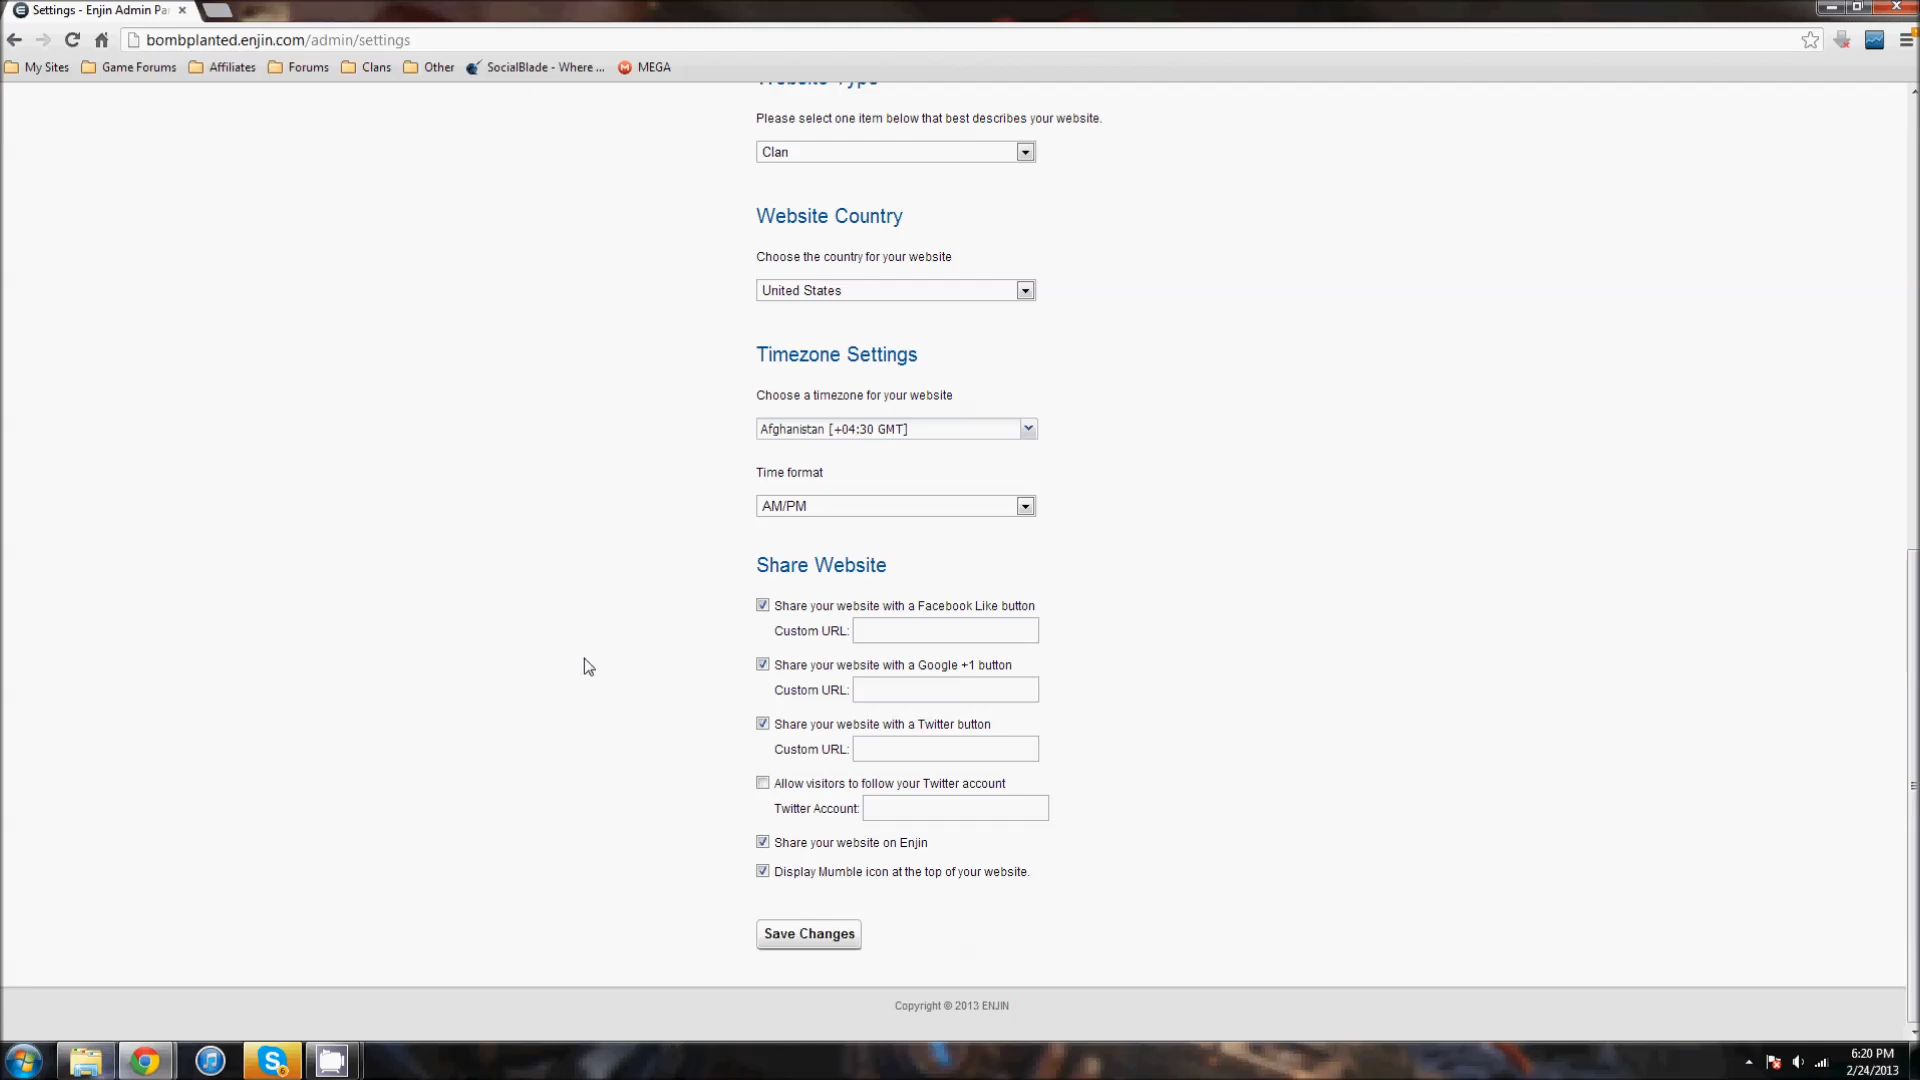 Settings - Enjin Admin Pa
bombplanted.enjin.com/admin/settings
My Sites Game Forums Affiliates Forums Clans Other SocialBlade - Where ... MEGA
Website Type
Please select one item below that best describes your website.
Clan
Website Country
Choose the country for your website
United States
Timezone Settings
Choose a timezone for your website
Afghanistan [+04:30 GMT]
Time format
AM/PM
Share Website
Share your website with a Facebook Like button
Custom URL:
Share your website with a Google +1 button
Custom URL:
Share your website with a Twitter button
Custom URL:
Allow visitors to follow your Twitter account
Twitter Account:
Share your website on Enjin
Display Mumble icon at the top of your website.
Save Changes
Copyright © 2013 ENJIN
6:20 PM
2/24/2013